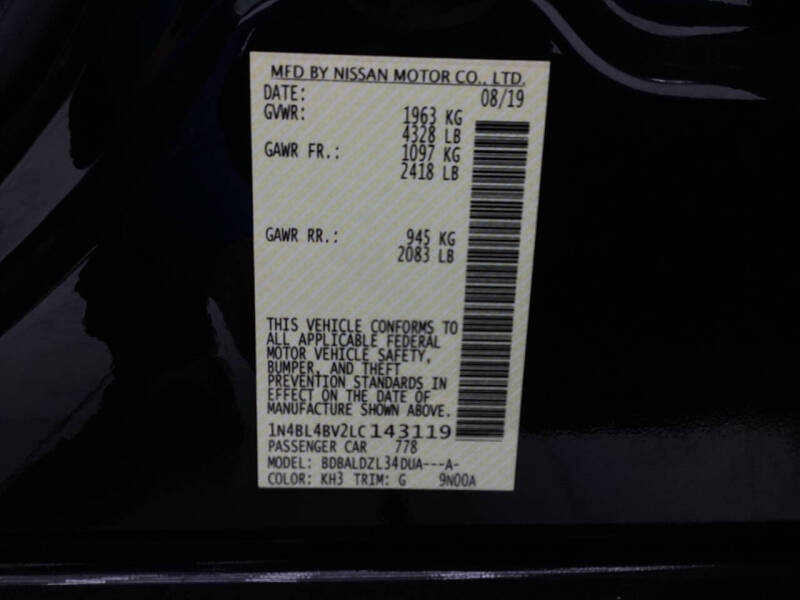 MFD BY NISSAN MOTOR CO., LTD.
DATE: 08/19
GVWR: 1963 KG
4328 LB
GAWR FR.: 1097 KG
2418 LB
GAWR RR.: 945 KG
2083 LB
THIS VEHICLE CONFORMS TO
ALL APPLICABLE FEDERAL
MOTOR VEHICLE SAFETY,
BUMPER, AND THEFT
PREVENTION STANDARDS IN
EFFECT ON THE DATE OF
MANUFACTURE SHOWN ABOVE.
1N4BL4BV2LC143119
PASSENGER CAR 778
MODEL: BDBALDZL34DUA---A-
COLOR: KH3 TRIM: G 9N00A